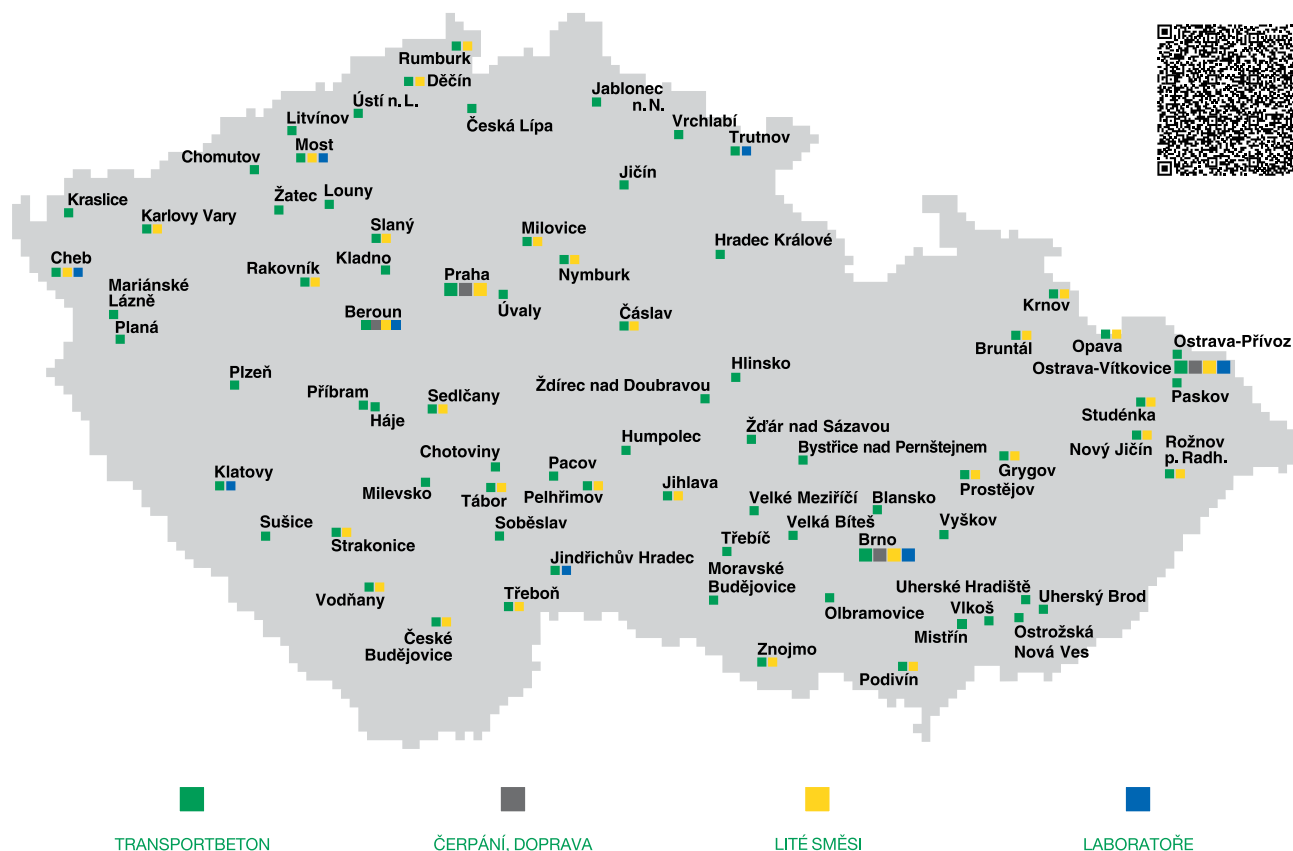 Rumburk
Děčín
Jablonec
n. N.
Ústí n. L.
Česká Lípa
Litvínov
Vrchlabí
Trutnov
Most
Chomutov
Jičín
Kraslice
Žatec
Louny
Karlovy Vary
Slaný
Milovice
Hradec Králové
Cheb
Kladno
Rakovník
Praha
Nymburk
Mariánské
Lázně
Úvaly
Krnov
Beroun
Čáslav
Planá
Bruntál
Opava
Ostrava-Přívoz
Hlinsko
Ostrava-Vítkovice
Plzeň
Ždírec nad Doubravou
Příbram
Sedlčany
Paskov
Háje
Studénka
Žďár nad Sázavou
Humpolec
Bystřice nad Pernštejnem
Nový Jičín
Rožnov
p. Radh.
Chotoviny
Pacov
Grygov
Klatovy
Milevsko
Tábor
Pelhřimov
Jihlava
Prostějov
Velké Meziříčí
Blansko
Sušice
Soběslav
Velká Bíteš
Vyškov
Strakonice
Třebíč
Brno
Jindřichův Hradec
Moravské
Budějovice
Uherské Hradiště
Třeboň
Vodňany
Olbramovice
Vlkoš
Uherský Brod
České
Budějovice
Mistřín
Ostrožská
Nová Ves
Znojmo
Podivín
TRANSPORTBETON
ČERPÁNÍ, DOPRAVA
LITÉ SMĚSI
LABORATOŘE